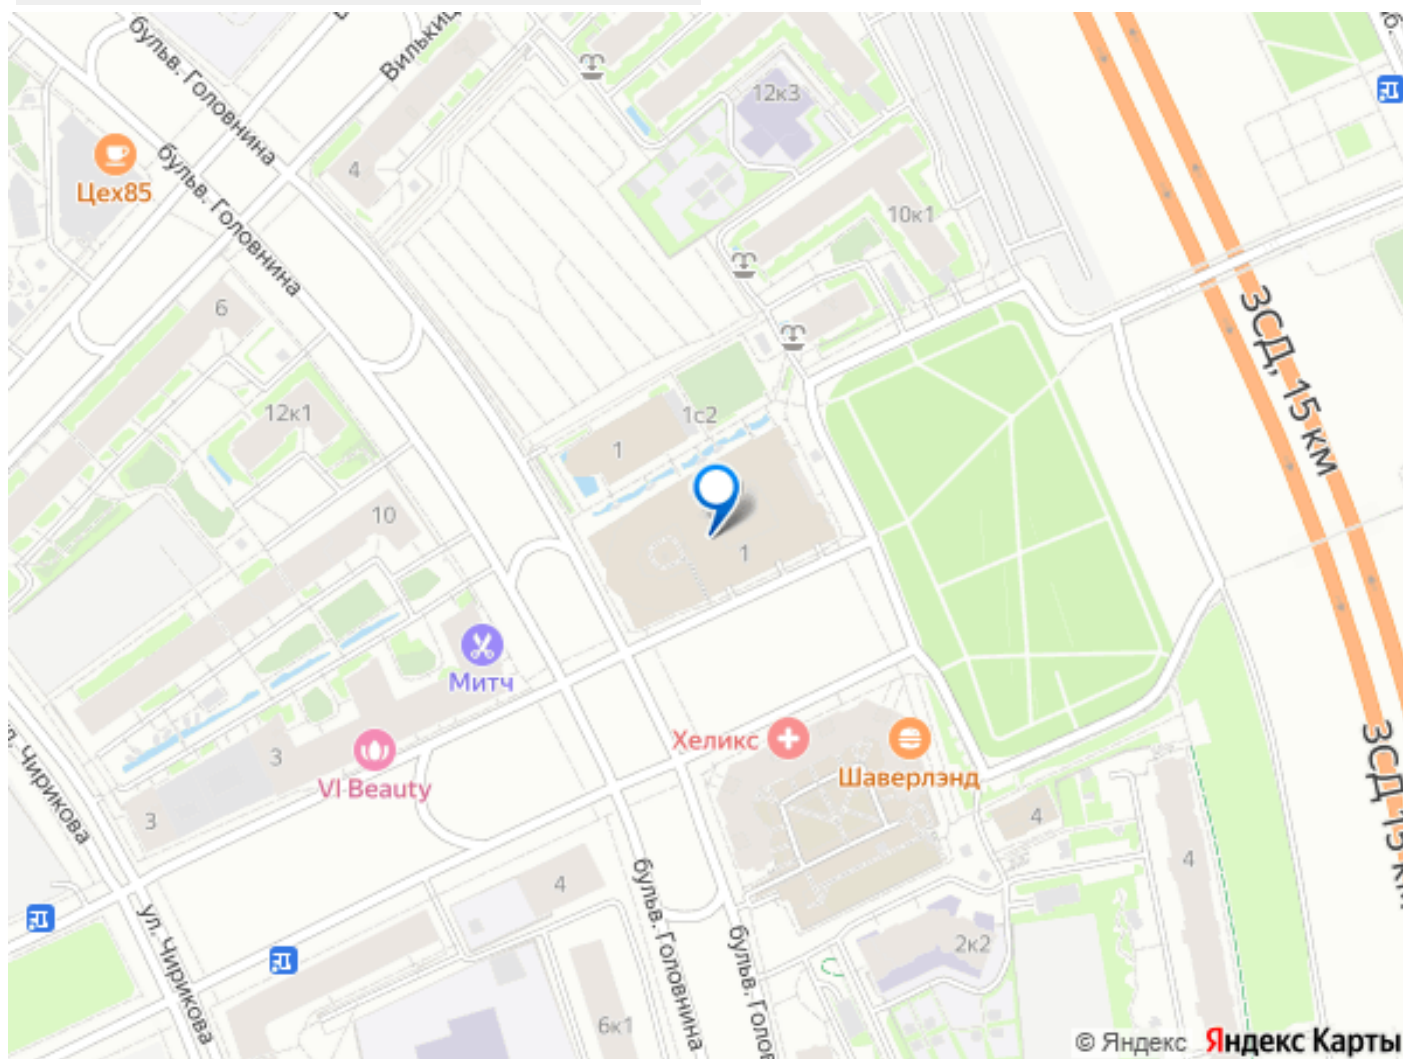 бульв. Головнина
Вильки
12к3
4
Цех85
бульв. Головнина
10к1
6
ЗСД, 15 км
12к1
1с2
1
10
1
Митч
Хеликс
Шаверлэнд
ЗСД 15 км
VI Beauty
3
3
ул. Чирикова
4
4
4
ул. Чирикова
бульв. Головнина
бульв. Голов
2к2
6к1
© Яндекс Яндекс Карты